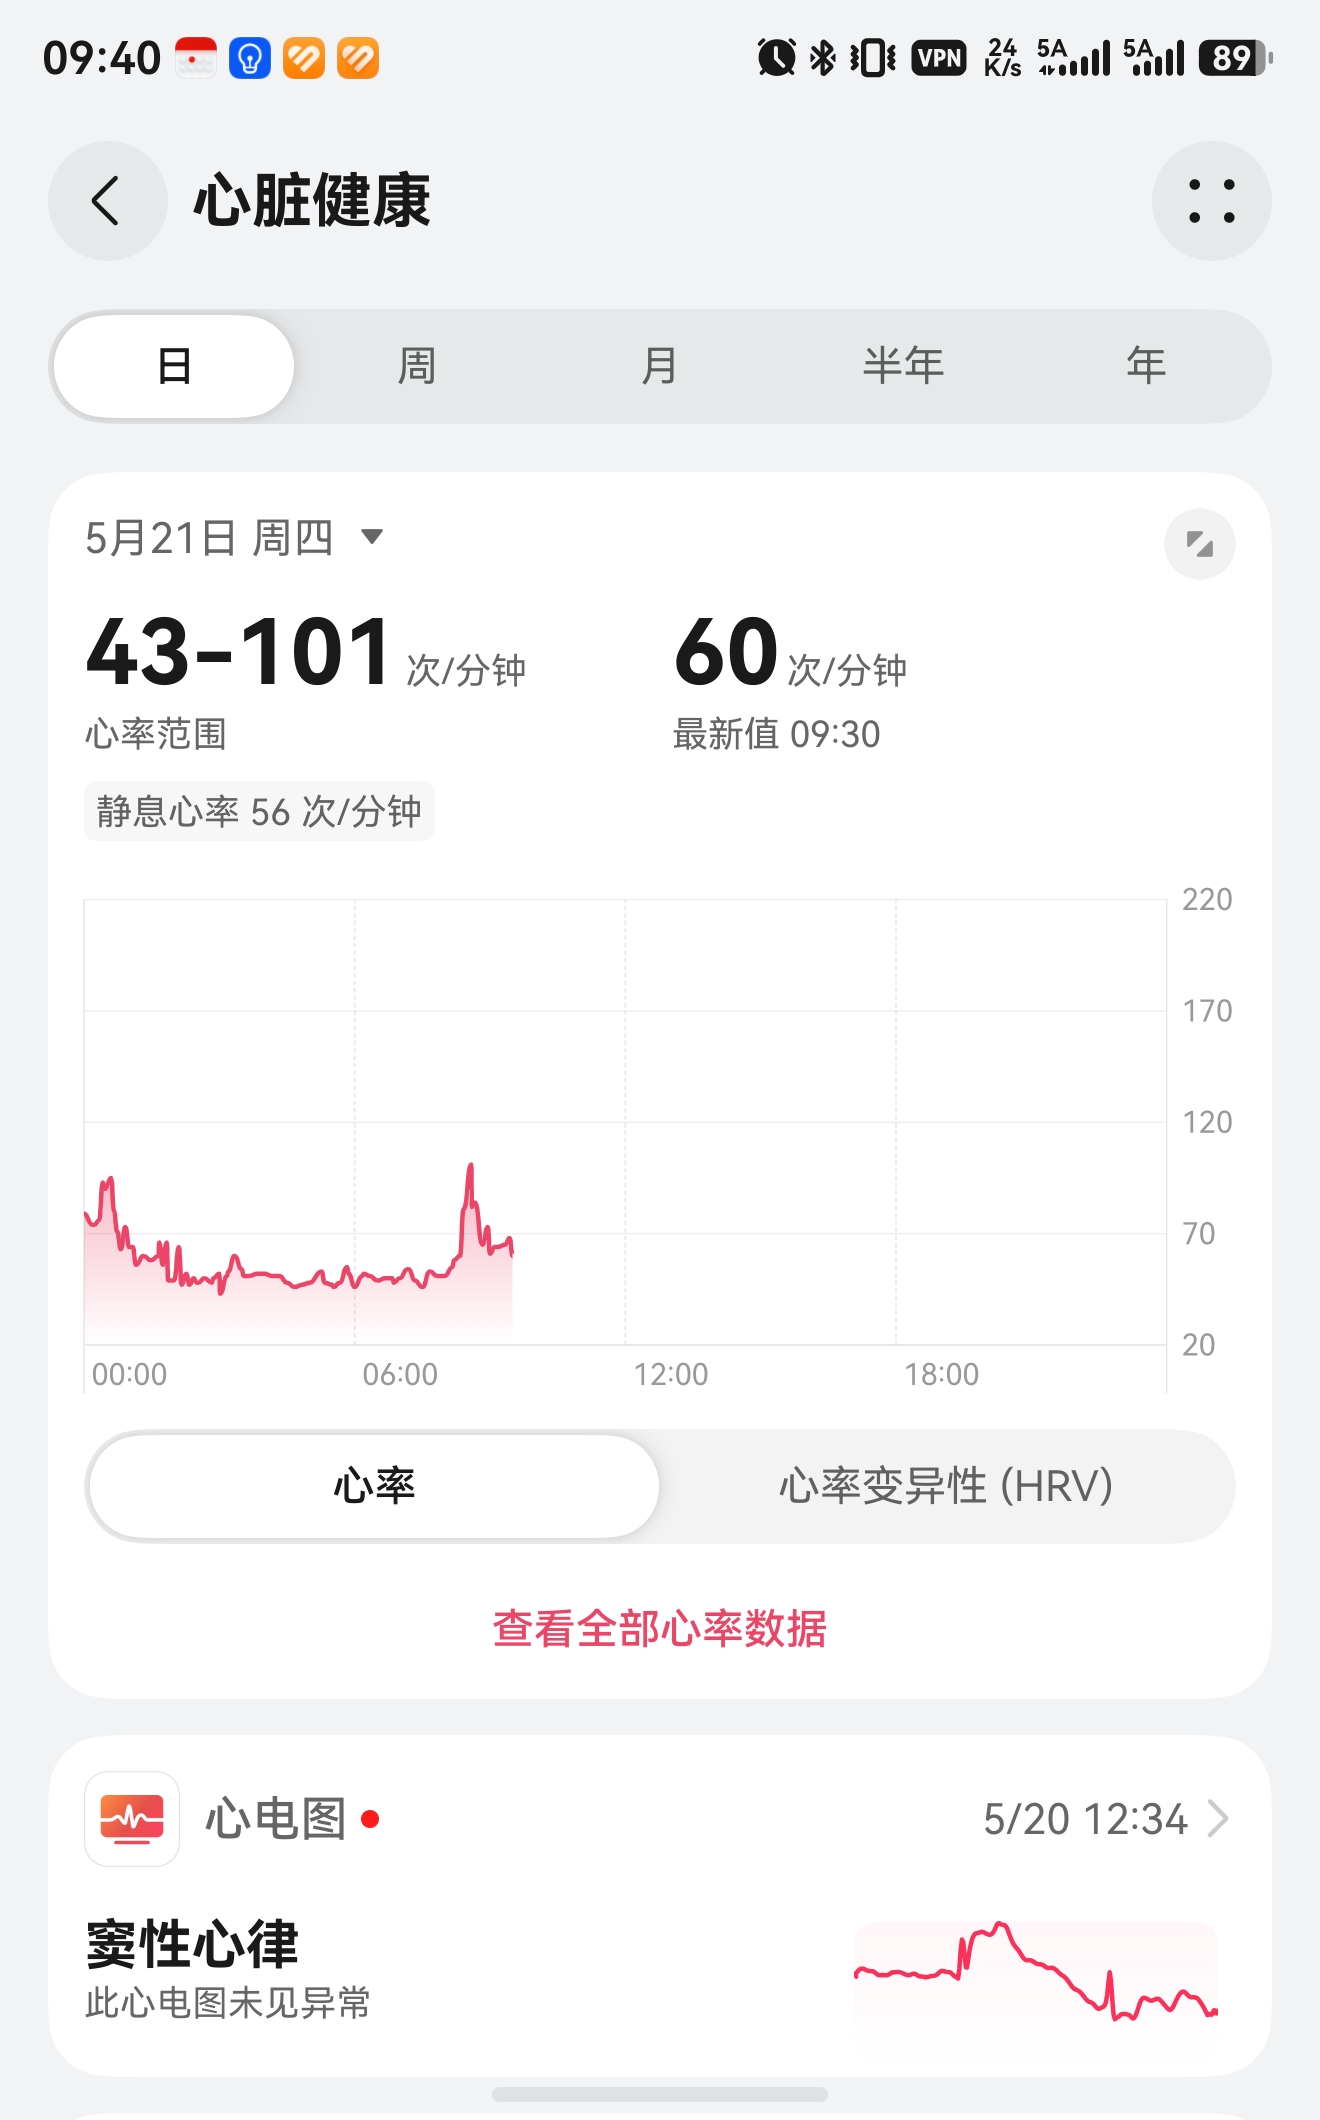 09:40
VPN 24 K/s 5A 5A 89
心脏健康
日 周 月 半年 年
5月21日 周四
43-101 次/分钟 60 次/分钟
心率范围 最新值 09:30
静息心率 56 次/分钟
220
170
120
70
20
00:00 06:00 12:00 18:00
心率 心率变异性 (HRV)
查看全部心率数据
心电图 5/20 12:34
窦性心律
此心电图未见异常